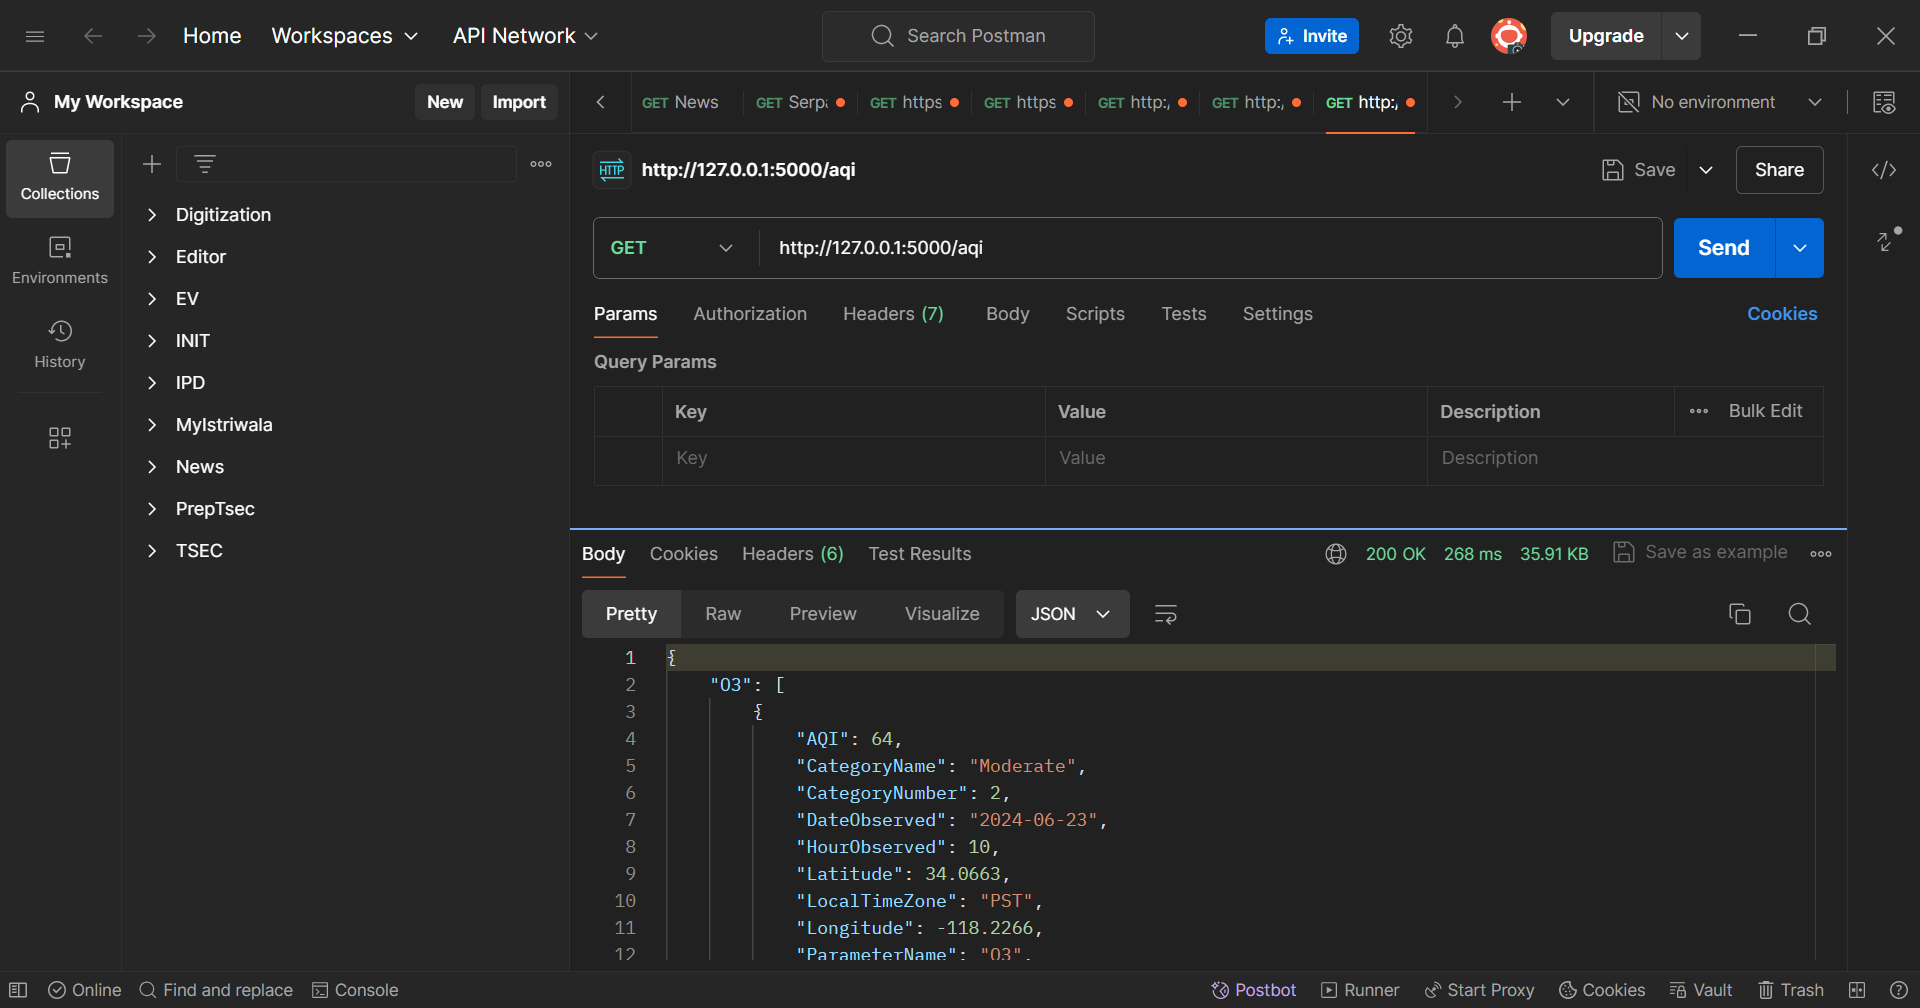 Home Workspaces API Network Search Postman Invite Upgrade
My Workspace New Import GET News GET Serpa GET https GET https GET http:/ GET http:/ GET http:/ No environment
Collections
Environments
History
Digitization
Editor
EV
INIT
IPD
MyIstriwala
News
PrepTsec
TSEC
HTTP http://127.0.0.1:5000/aqi Save Share
GET http://127.0.0.1:5000/aqi Send
Params Authorization Headers (7) Body Scripts Tests Settings Cookies
Query Params
Key Value Description Bulk Edit
Key Value Description
Body Cookies Headers (6) Test Results 200 OK 268 ms 35.91 KB Save as example
Pretty Raw Preview Visualize JSON
1 {
2 "O3": [
3 {
4 "AQI": 64,
5 "CategoryName": "Moderate",
6 "CategoryNumber": 2,
7 "DateObserved": "2024-06-23",
8 "HourObserved": 10,
9 "Latitude": 34.0663,
10 "LocalTimeZone": "PST",
11 "Longitude": -118.2266,
12 "ParameterName": "O3",
Online Find and replace Console Postbot Runner Start Proxy Cookies Vault Trash